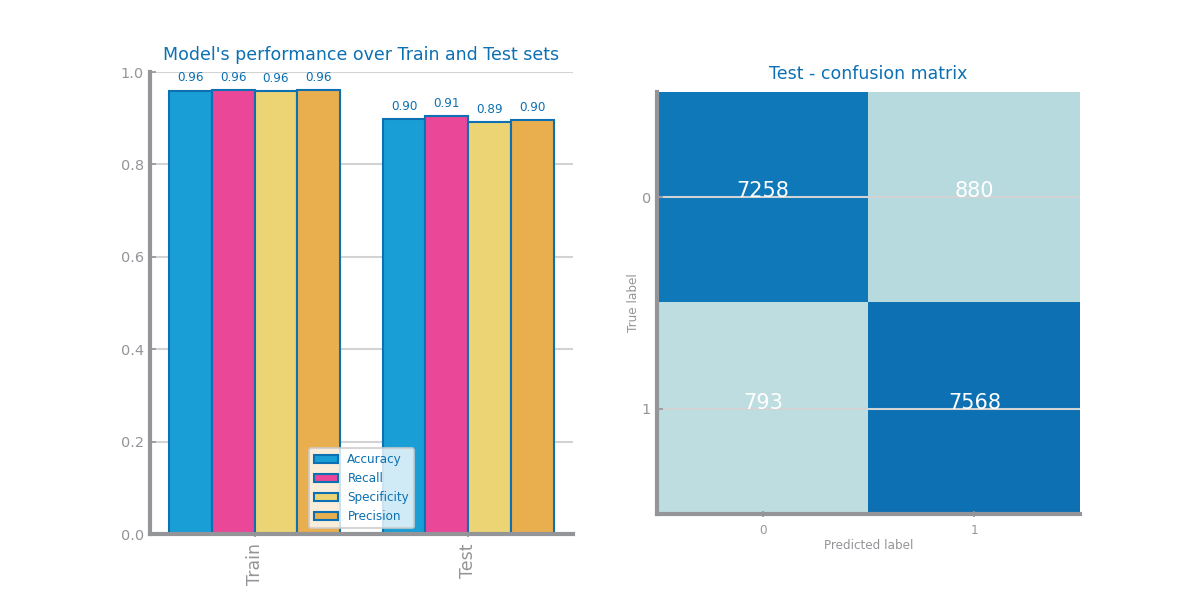 Model's performance over Train and Test sets
1.0
0.8
0.6
0.4
0.2
0.0
0.96 0.96 0.96 0.96
0.90 0.91 0.89 0.90
Accuracy
Recall
Specificity
Precision
Train
Test
Test - confusion matrix
True label
0
1
7258 880
793 7568
0 1
Predicted label